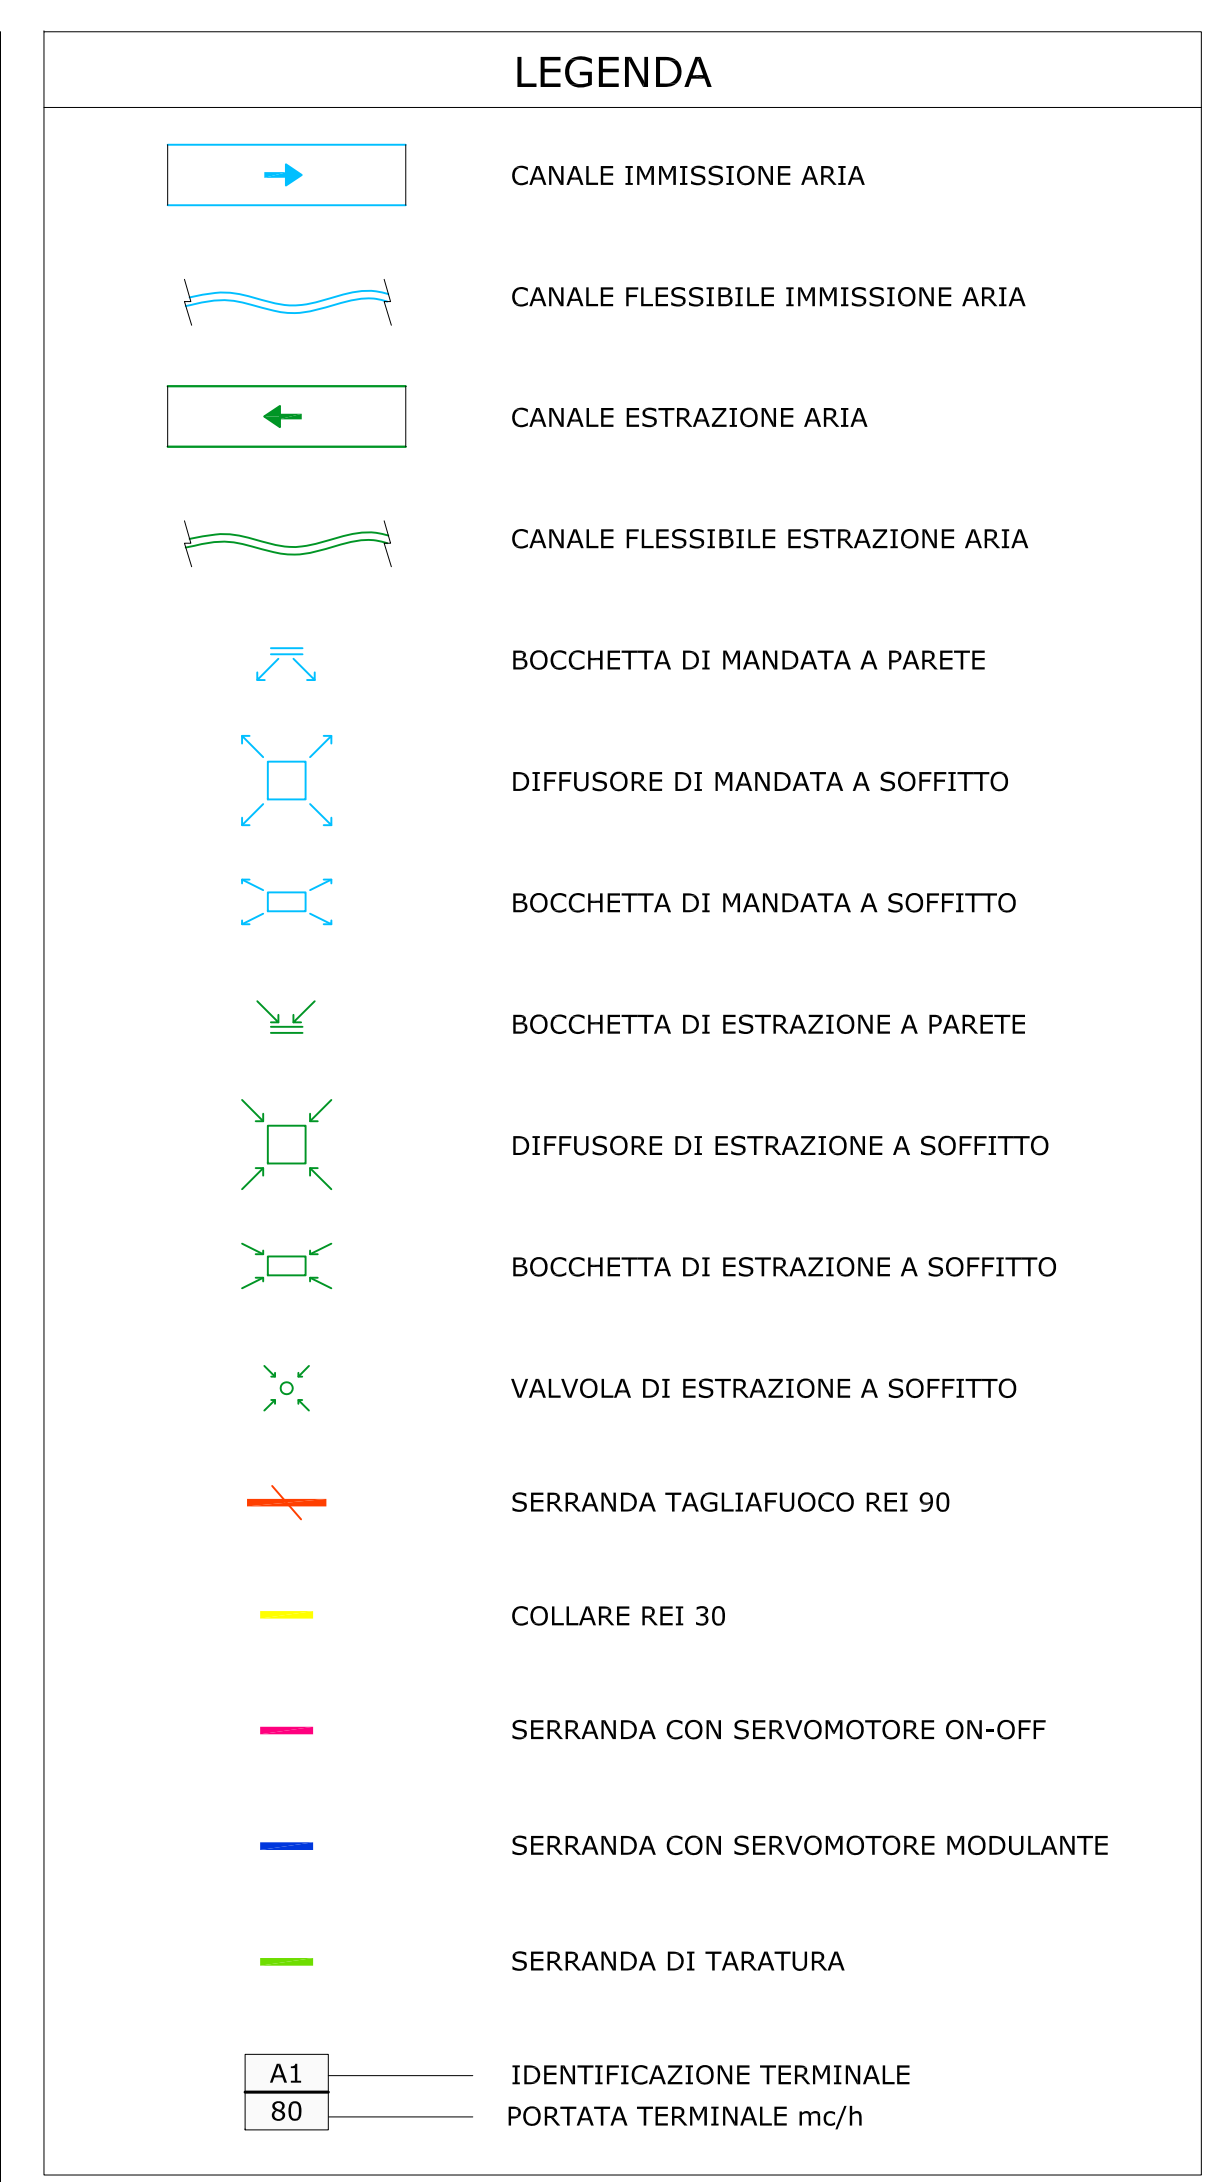 LEGENDA
CANALE IMMISSIONE ARIA
CANALE FLESSIBILE IMMISSIONE ARIA
CANALE ESTRAZIONE ARIA
CANALE FLESSIBILE ESTRAZIONE ARIA
BOCCHETTA DI MANDATA A PARETE
DIFFUSORE DI MANDATA A SOFFITTO
BOCCHETTA DI MANDATA A SOFFITTO
BOCCHETTA DI ESTRAZIONE A PARETE
DIFFUSORE DI ESTRAZIONE A SOFFITTO
BOCCHETTA DI ESTRAZIONE A SOFFITTO
VALVOLA DI ESTRAZIONE A SOFFITTO
SERRANDA TAGLIAFUOCO REI 90
COLLARE REI 30
SERRANDA CON SERVOMOTORE ON-OFF
SERRANDA CON SERVOMOTORE MODULANTE
SERRANDA DI TARATURA
A1 IDENTIFICAZIONE TERMINALE
80 PORTATA TERMINALE mc/h